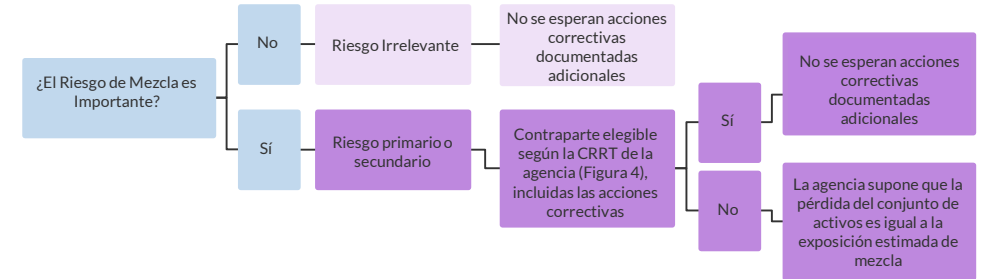 ¿El Riesgo de Mezcla es
Importante?
No
Riesgo Irrelevante
No se esperan acciones
correctivas
documentadas
adicionales
Sí
Riesgo primario o
secundario
Contraparte elegible
según la CRRT de la
agencia (Figura 4),
incluidas las acciones
correctivas
Sí
No se esperan acciones
correctivas
documentadas
adicionales
No
La agencia supone que la
pérdida del conjunto de
activos es igual a la
exposición estimada de
mezcla